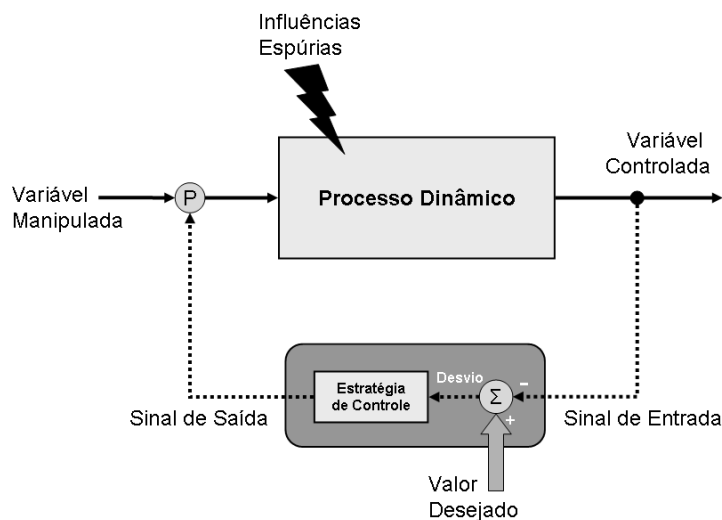 Influências
Espúrias
Variável
Controlada
Variável
Manipulada
P
Processo Dinâmico
Estratégia
de Controle
Desvio
Σ
−
+
Sinal de Saída
Sinal de Entrada
Valor
Desejado